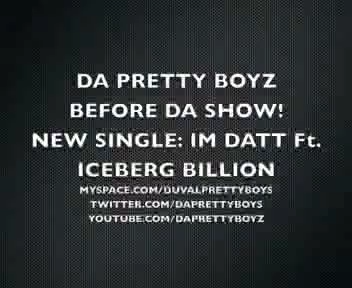 DA PRETTY BOYZ
BEFORE DA SHOW!
NEW SINGLE: IM DATT Ft.
ICEBERG BILLION
MYSPACE.COM/DUVALPRETTYBOYS
TWITTER.COM/DAPRETTYBOYS
YOUTUBE.COM/DAPRETTYBOYZ